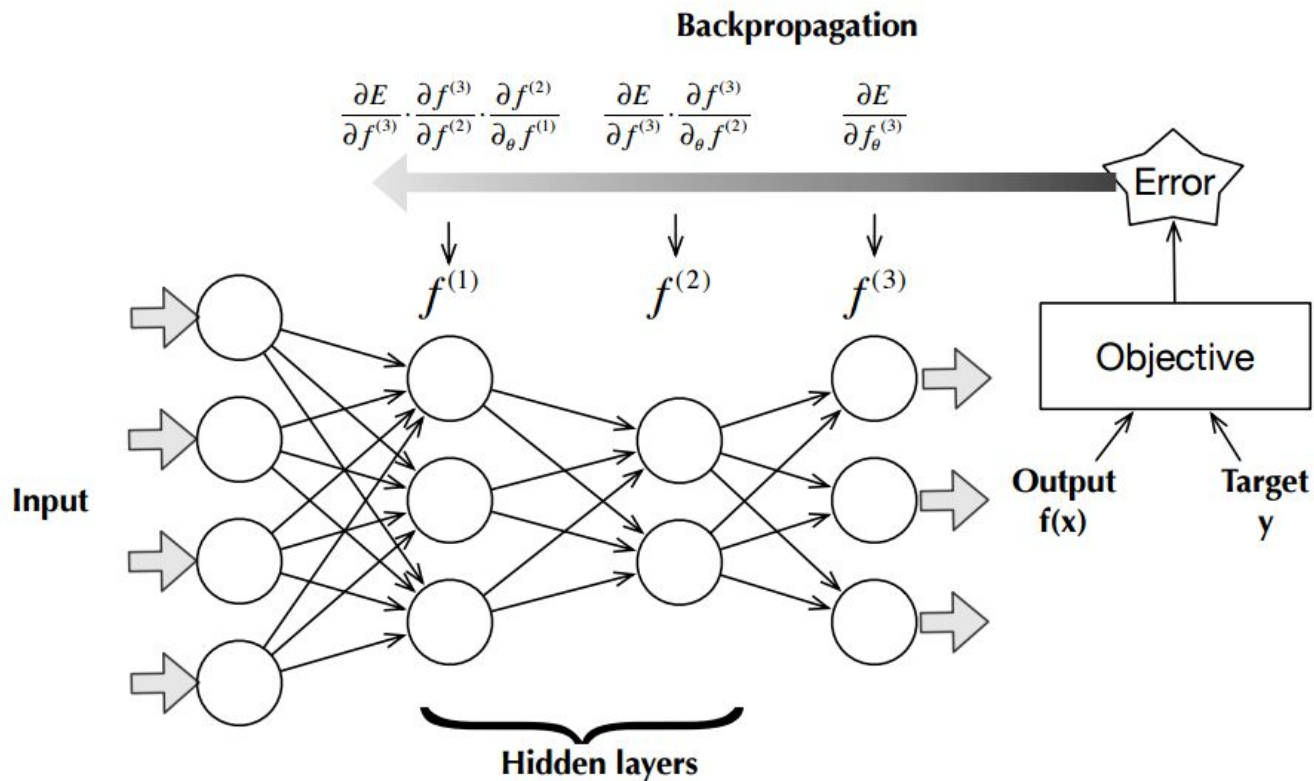 Backpropagation
∂E/∂f^(3) · ∂f^(3)/∂f^(2) · ∂f^(2)/∂_θ f^(1)
∂E/∂f^(3) · ∂f^(3)/∂_θ f^(2)
∂E/∂f_θ^(3)
Error
f^(1)
f^(2)
f^(3)
Objective
Input
Output
f(x)
Target
y
Hidden layers